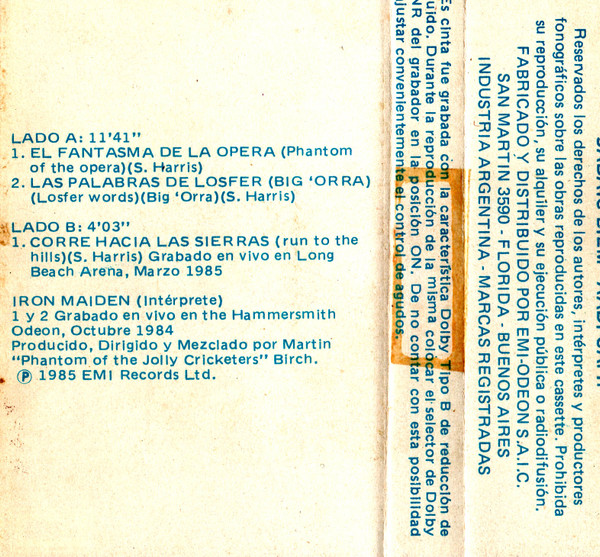 LADO A: 11'41"
1. EL FANTASMA DE LA OPERA (Phantom
of the opera)(S. Harris)
2. LAS PALABRAS DE LOSFER (BIG 'ORRA)
(Losfer words)(Big 'Orra)(S. Harris)
LADO B: 4'03"
1. CORRE HACIA LAS SIERRAS (run to the
hills)(S. Harris) Grabado en vivo en Long
Beach Arena, Marzo 1985
IRON MAIDEN (Intérprete)
1 y 2 Grabado en vivo en the Hammersmith
Odeon, Octubre 1984
Producido, Dirigido y Mezclado por Martin
"Phantom of the Jolly Cricketers" Birch.
Ⓟ 1985 EMI Records Ltd.
Es cinta fue grabada con la característica Dolby Tipo B de reducción de
uido. Durante la reproducción de la misma colocar el selector de Dolby
NR del grabador en la posición ON. De no contar con esta posibilidad
ajustar convenientemente el control de agudos.
Reservados los derechos de los autores, intérpretes y productores
fonográficos sobre las obras reproducidas en este cassette. Prohibida
su reproducción, su alquiler y su ejecución pública o radiodifusión.
FABRICADO Y DISTRIBUIDO POR EMI-ODEON S.A.I.C.
SAN MARTIN 3590 - FLORIDA - BUENOS AIRES
INDUSTRIA ARGENTINA - MARCAS REGISTRADAS